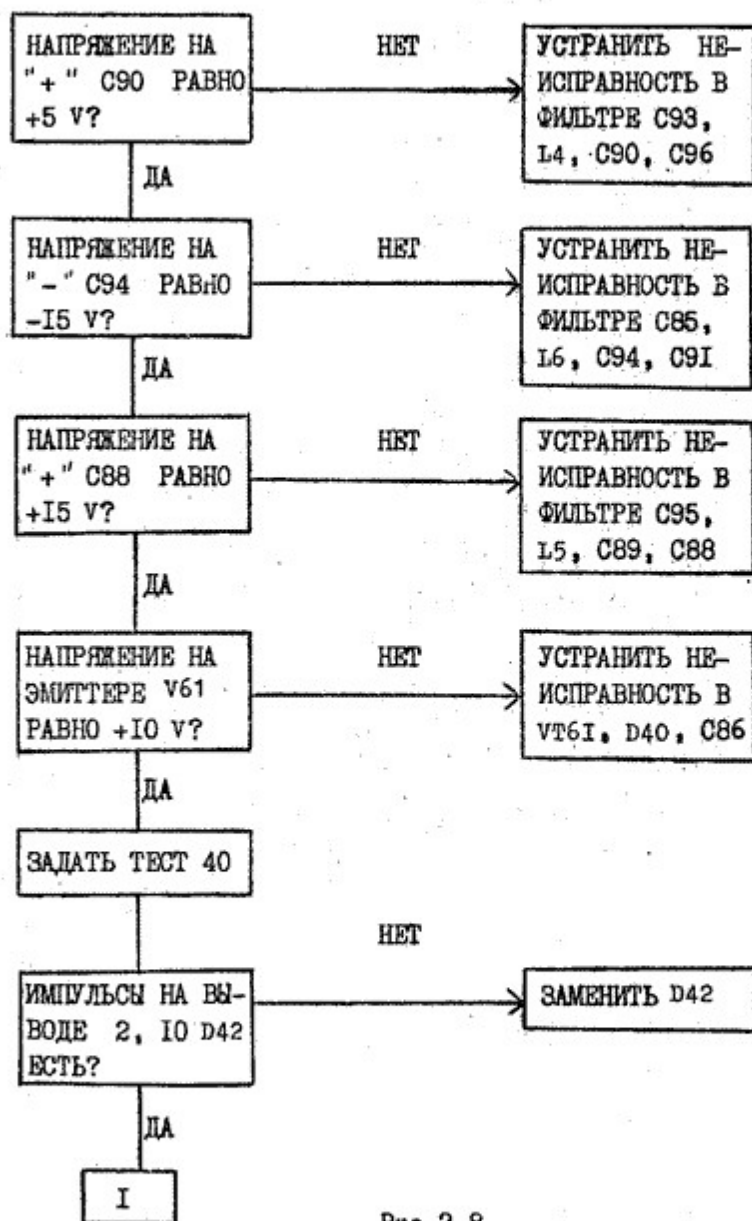 НАПРЯЖЕНИЕ НА
"+" С90 РАВНО
+5 V?
НЕТ
УСТРАНИТЬ НЕ-
ИСПРАВНОСТЬ В
ФИЛЬТРЕ С93,
L4, С90, С96
ДА
НАПРЯЖЕНИЕ НА
"-" С94 РАВНО
-I5 V?
НЕТ
УСТРАНИТЬ НЕ-
ИСПРАВНОСТЬ В
ФИЛЬТРЕ С85,
L6, С94, С9I
ДА
НАПРЯЖЕНИЕ НА
"+" С88 РАВНО
+I5 V?
НЕТ
УСТРАНИТЬ НЕ-
ИСПРАВНОСТЬ В
ФИЛЬТРЕ С95,
L5, С89, С88
ДА
НАПРЯЖЕНИЕ НА
ЭМИТТЕРЕ V61
РАВНО +I0 V?
НЕТ
УСТРАНИТЬ НЕ-
ИСПРАВНОСТЬ В
VT6I, D40, С86
ДА
ЗАДАТЬ ТЕСТ 40
НЕТ
ИМПУЛЬСЫ НА ВЫ-
ВОДЕ 2, I0 D42
ЕСТЬ?
ЗАМЕНИТЬ D42
ДА
I
Рис 2 8